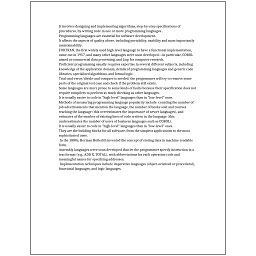 It involves designing and implementing algorithms, step-by-step specifications of
procedures, by writing code in one or more programming languages.
Programming languages are essential for software development.
It affects the aspects of quality above, including portability, usability and most importantly
maintainability.
FORTRAN, the first widely used high-level language to have a functional implementation,
came out in 1957, and many other languages were soon developed—in particular, COBOL
aimed at commercial data processing, and Lisp for computer research.
Proficient programming usually requires expertise in several different subjects, including
knowledge of the application domain, details of programming languages and generic code
libraries, specialized algorithms, and formal logic.
Trial-and-error/divide-and-conquer is needed: the programmer will try to remove some
parts of the original test case and check if the problem still exists.
Some languages are more prone to some kinds of faults because their specification does not
require compilers to perform as much checking as other languages.
It is usually easier to code in "high-level" languages than in "low-level" ones.
Methods of measuring programming language popularity include: counting the number of
job advertisements that mention the language, the number of books sold and courses
teaching the language (this overestimates the importance of newer languages), and
estimates of the number of existing lines of code written in the language (this
underestimates the number of users of business languages such as COBOL).
It is usually easier to code in "high-level" languages than in "low-level" ones.
They are the building blocks for all software, from the simplest applications to the most
sophisticated ones.
In the 1880s, Herman Hollerith invented the concept of storing data in machine-readable
form.
Assembly languages were soon developed that let the programmer specify instruction in a
text format (e.g., ADD X, TOTAL), with abbreviations for each operation code and
meaningful names for specifying addresses.
Implementation techniques include imperative languages (object-oriented or procedural),
functional languages, and logic languages.